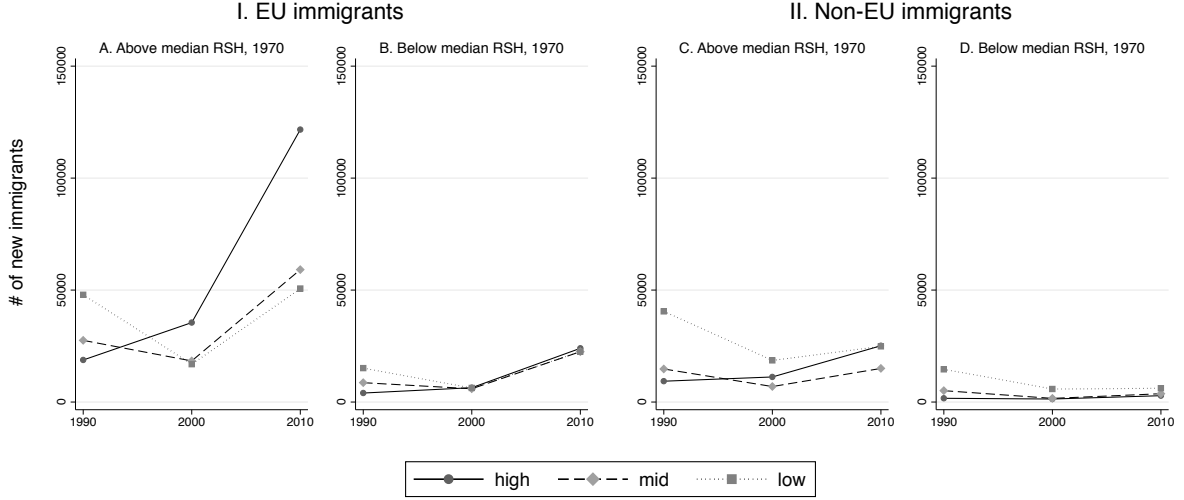 I. EU immigrants
II. Non-EU immigrants
A. Above median RSH, 1970
B. Below median RSH, 1970
C. Above median RSH, 1970
D. Below median RSH, 1970
# of new immigrants
150000
100000
50000
0
1990 2000 2010
150000
100000
50000
0
1990 2000 2010
150000
100000
50000
0
1990 2000 2010
150000
100000
50000
0
1990 2000 2010
high mid low